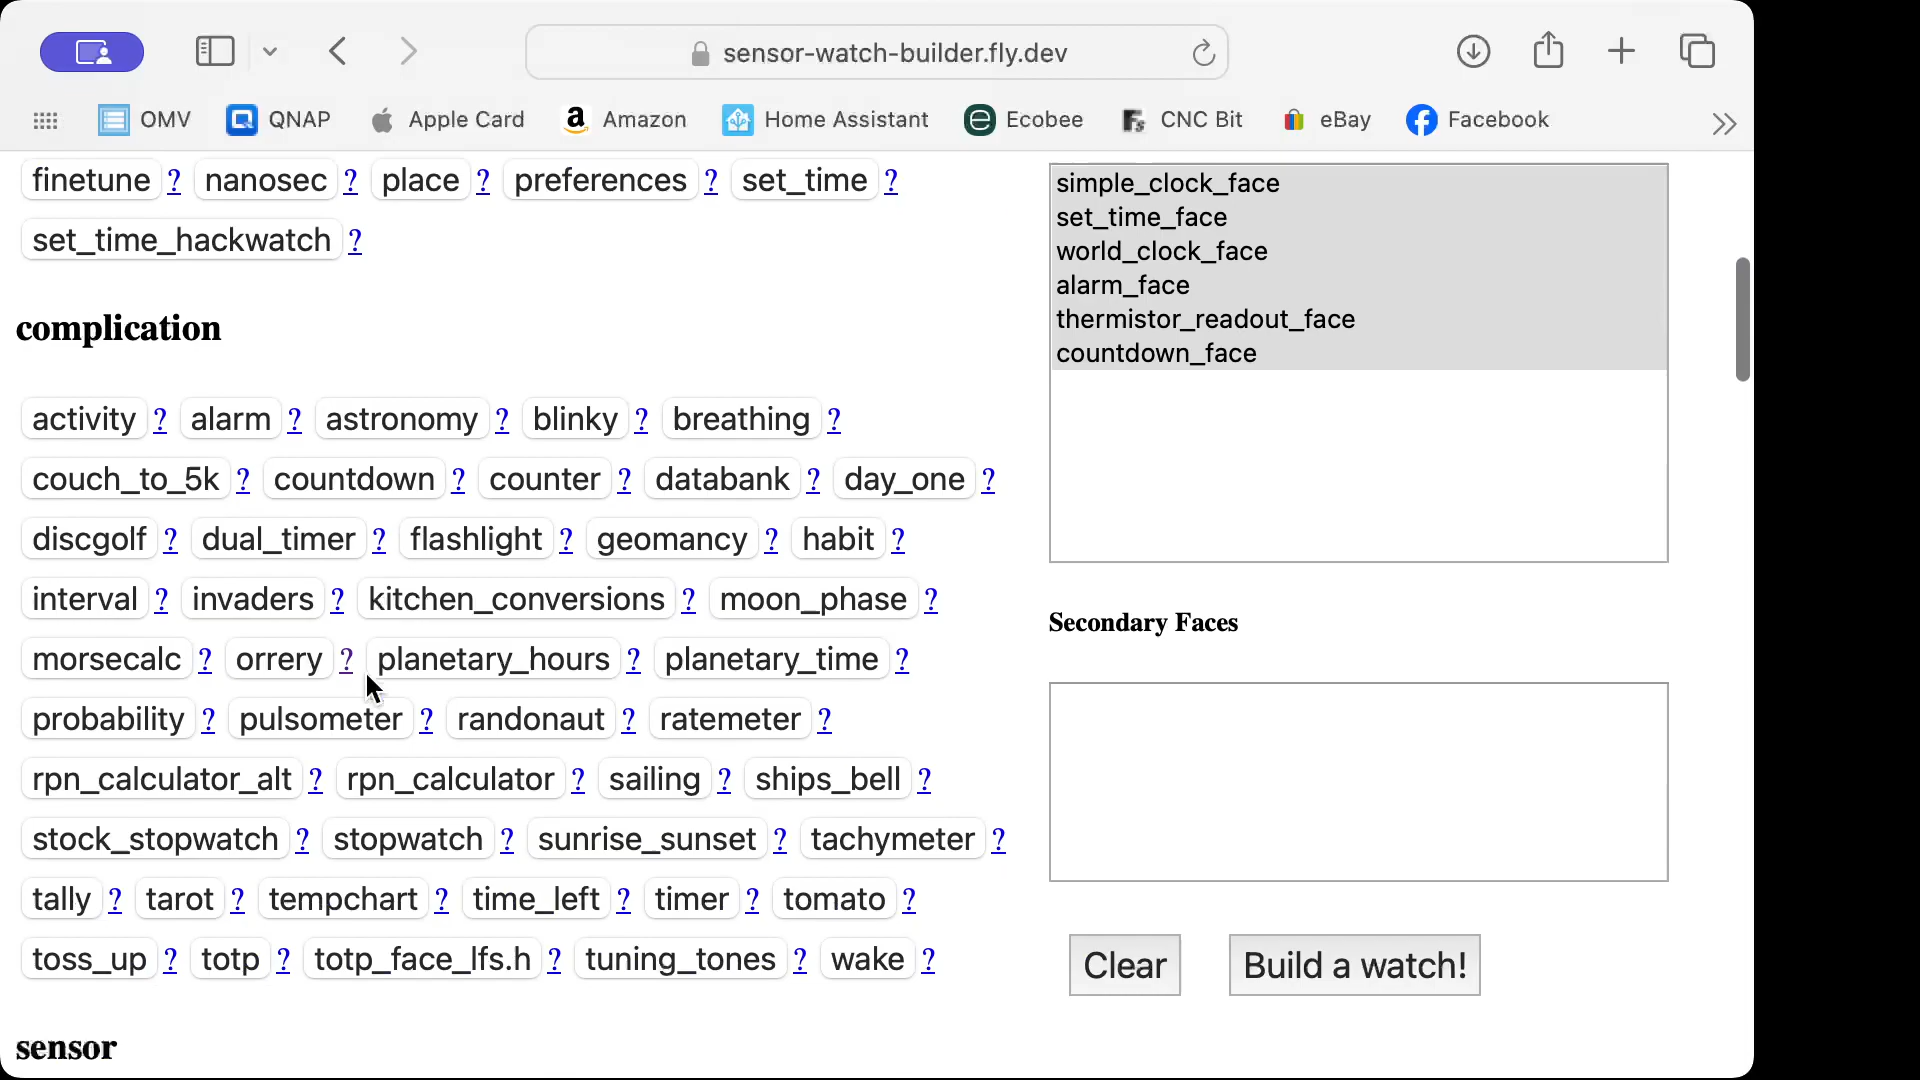 sensor-watch-builder.fly.dev
OMV QNAP Apple Card Amazon Home Assistant Ecobee CNC Bit eBay Facebook
finetune ? nanosec ? place ? preferences ? set_time ?
set_time_hackwatch ?
complication
activity ? alarm ? astronomy ? blinky ? breathing ?
couch_to_5k ? countdown ? counter ? databank ? day_one ?
discgolf ? dual_timer ? flashlight ? geomancy ? habit ?
interval ? invaders ? kitchen_conversions ? moon_phase ?
morsecalc ? orrery ? planetary_hours ? planetary_time ?
probability ? pulsometer ? randonaut ? ratemeter ?
rpn_calculator_alt ? rpn_calculator ? sailing ? ships_bell ?
stock_stopwatch ? stopwatch ? sunrise_sunset ? tachymeter ?
tally ? tarot ? tempchart ? time_left ? timer ? tomato ?
toss_up ? totp ? totp_face_lfs.h ? tuning_tones ? wake ?
sensor
simple_clock_face
set_time_face
world_clock_face
alarm_face
thermistor_readout_face
countdown_face
Secondary Faces
Clear Build a watch!